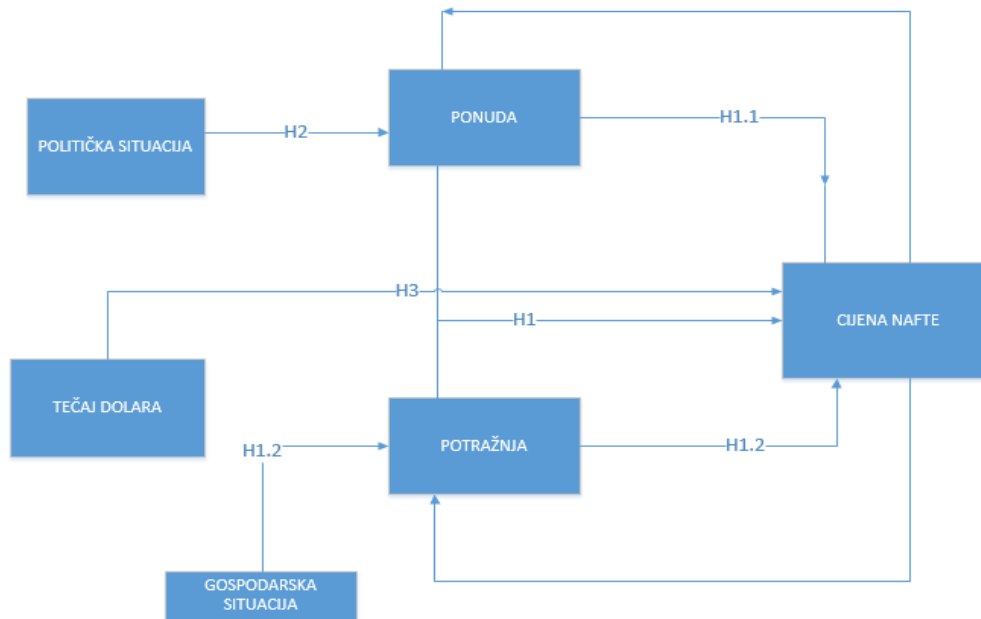 PONUDA
H1.1
POLITIČKA SITUACIJA
H2
H3
H1
CIJENA NAFTE
TEČAJ DOLARA
POTRAŽNJA
H1.2
H1.2
GOSPODARSKA
SITUACIJA